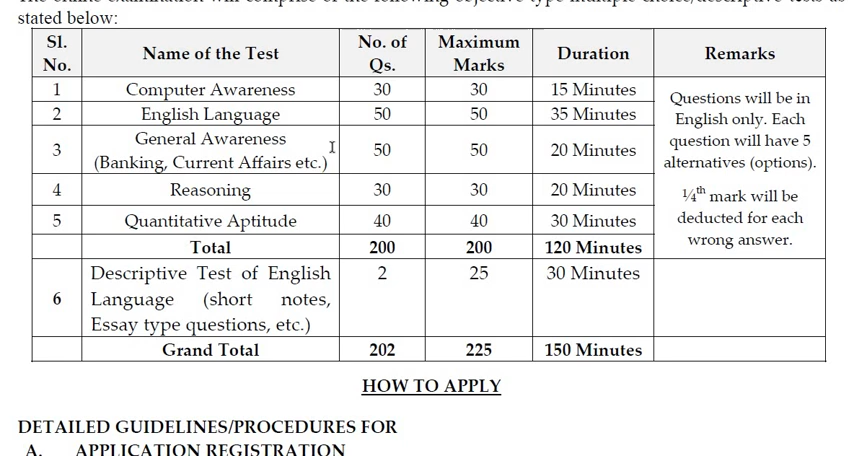 stated below:
Sl. No. Name of the Test No. of Qs. Maximum Marks Duration Remarks
1 Computer Awareness 30 30 15 Minutes
2 English Language 50 50 35 Minutes
3 General Awareness (Banking, Current Affairs etc.) 50 50 20 Minutes
4 Reasoning 30 30 20 Minutes
5 Quantitative Aptitude 40 40 30 Minutes
Total 200 200 120 Minutes
Questions will be in
English only. Each
question will have 5
alternatives (options).
¼th mark will be
deducted for each
wrong answer.
6 Descriptive Test of English Language (short notes, Essay type questions, etc.) 2 25 30 Minutes
Grand Total 202 225 150 Minutes
HOW TO APPLY
DETAILED GUIDELINES/PROCEDURES FOR
A. APPLICATION REGISTRATION